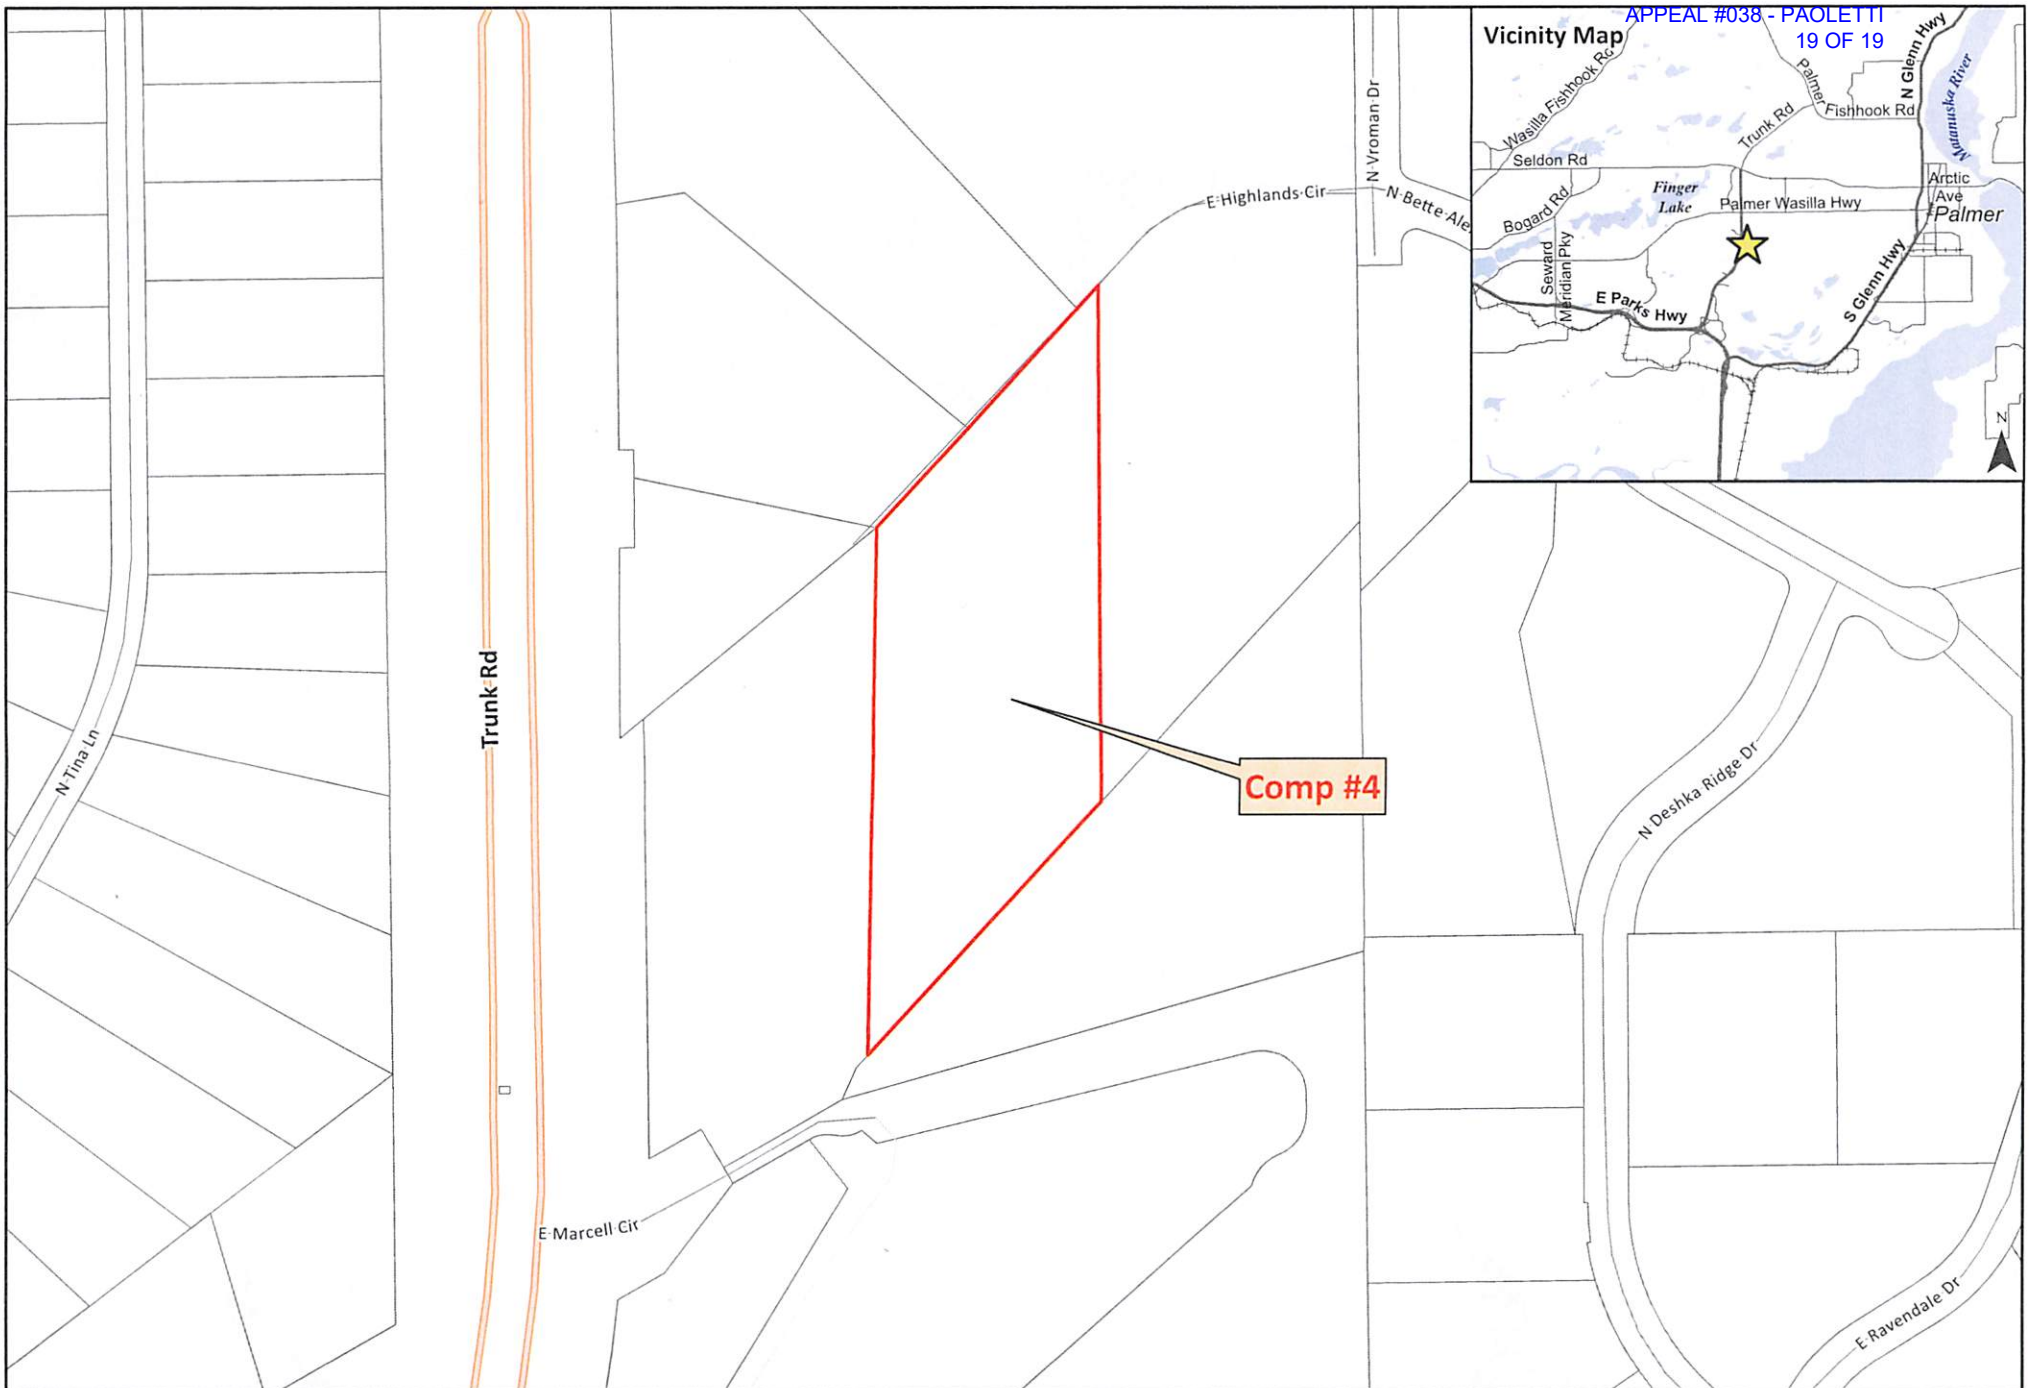 APPEAL #038 - PAOLETTI
19 OF 19
Vicinity Map
Wasilla Fishhook Rd
Palmer
Fishhook Rd
N Glenn Hwy
Matanuska River
Trunk Rd
Seldon Rd
Finger
Lake
Bogard Rd
Palmer Wasilla Hwy
Arctic
Ave
Palmer
Seward
Meridian Pky
E Parks Hwy
S Glenn Hwy
N
N Vroman Dr
E Highlands Cir
N Bette Ale
Trunk Rd
N Tina Ln
Comp #4
N Deshka Ridge Dr
E Marcell Cir
E Ravendale Dr